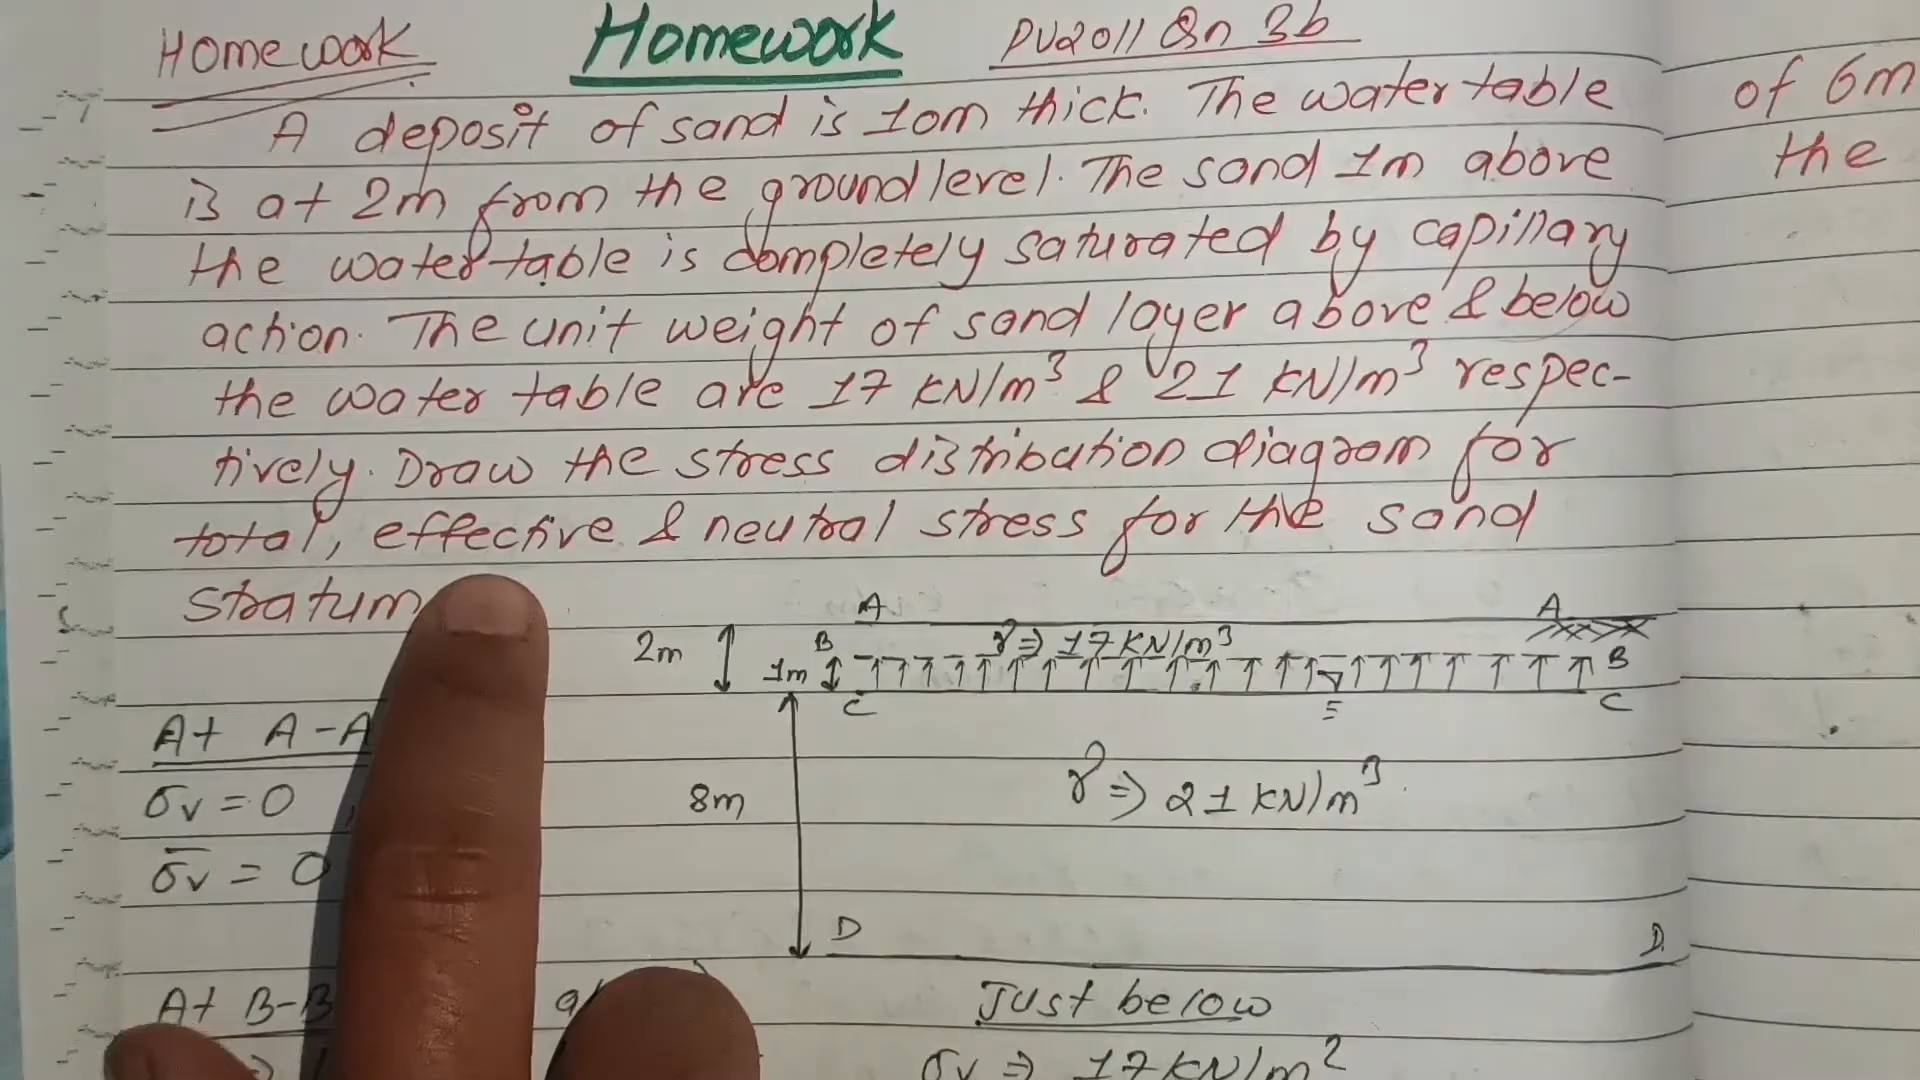 Homework Homework PU2011 Qn 3b
A deposit of sand is 10m thick. The water table
is at 2m from the ground level. The sand 1m above
the water table is completely saturated by capillary
action. The unit weight of sand layer above & below
the water table are 17 KN/m³ & 21 KN/m³ respec-
tively. Draw the stress distribution diagram for
total, effective & neutral stress for the sand
stratum
of 6m
the
A A
2m B γ ⇒ 17 KN/m³
1m B
C C
At A-A
8m γ ⇒ 21 KN/m³
σv = 0
σ̅v = 0
D D
At B-B Just below
σv ⇒ 17 KN/m²